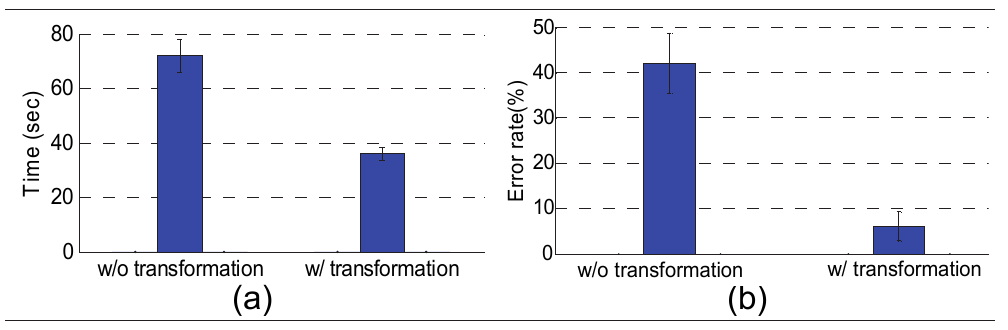 80
60
40
20
0
Time (sec)
w/o transformation
w/ transformation
(a)
50
40
30
20
10
0
Error rate(%)
w/o transformation
w/ transformation
(b)